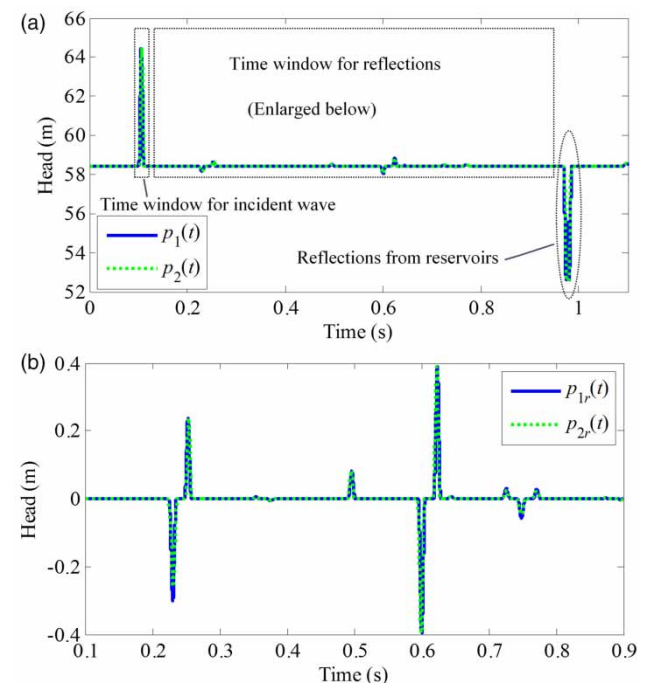 (a)
66
64
62
60
58
56
54
52
Head (m)
Time window for reflections
(Enlarged below)
Time window for incident wave
p1(t)
p2(t)
Reflections from reservoirs
0
0.2
0.4
0.6
0.8
1
Time (s)
(b)
0.4
0.2
0
-0.2
-0.4
Head (m)
p1r(t)
p2r(t)
0.1
0.2
0.3
0.4
0.5
0.6
0.7
0.8
0.9
Time (s)